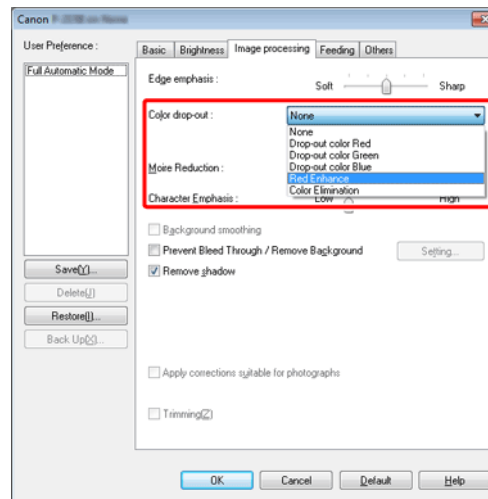 Canon
User Preference :
Full Automatic Mode
Save(Y)...
Delete(J)
Restore(I)...
Back Up(X)...
Basic Brightness Image processing Feeding Others
Edge emphasis :
Soft Sharp
Color drop-out :
None
None
Drop-out color Red
Drop-out color Green
Drop-out color Blue
Red Enhance
Color Elimination
Moire Reduction :
Character Emphasis :
Low High
Background smoothing
Prevent Bleed Through / Remove Background
Setting...
Remove shadow
Apply corrections suitable for photographs
Trimming(Z)
OK Cancel Default Help